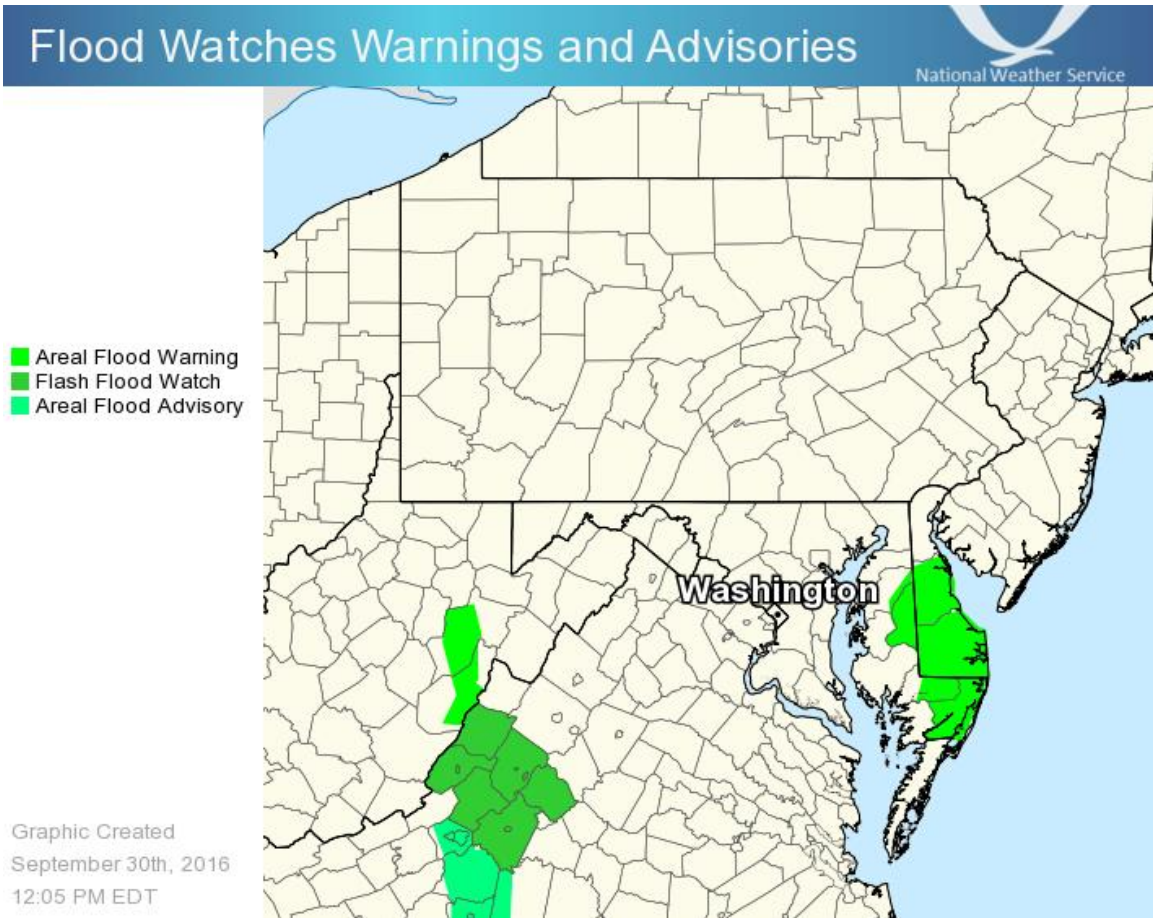 Flood Watches Warnings and Advisories
National Weather Service
Areal Flood Warning
Flash Flood Watch
Areal Flood Advisory
Washington
Graphic Created
September 30th, 2016
12:05 PM EDT